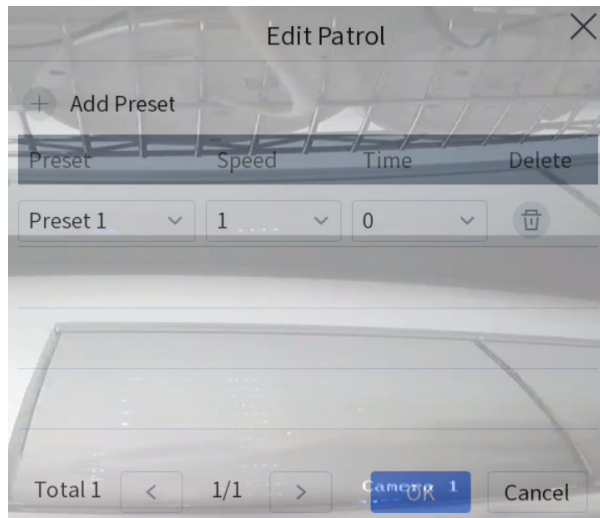 Edit Patrol
Add Preset
Preset Speed Time Delete
Preset 1 1 0
Total 1 1/1 Camera 1 OK Cancel